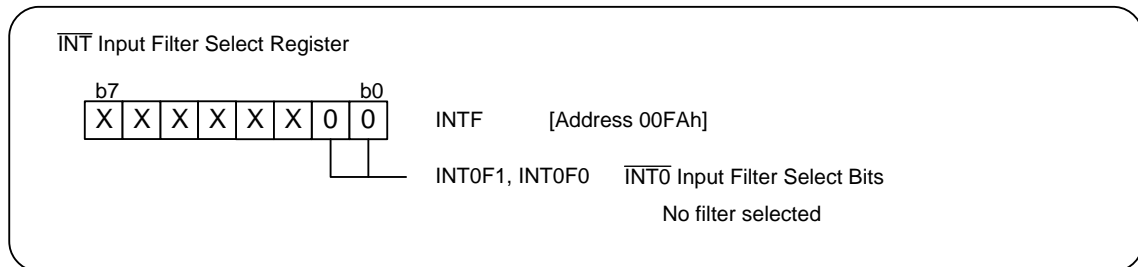 INT Input Filter Select Register
b7 b0
X X X X X X 0 0 INTF [Address 00FAh]
INT0F1, INT0F0 INT0 Input Filter Select Bits
No filter selected